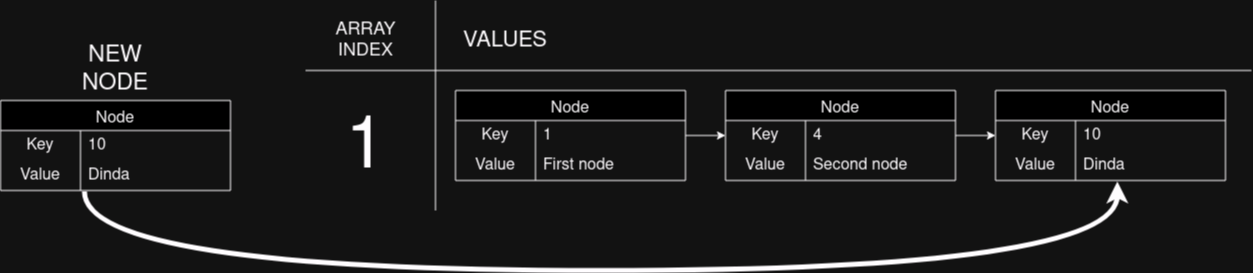 NEW
NODE
Node
Key 10
Value Dinda
ARRAY
INDEX
VALUES
1
Node
Key 1
Value First node
Node
Key 4
Value Second node
Node
Key 10
Value Dinda